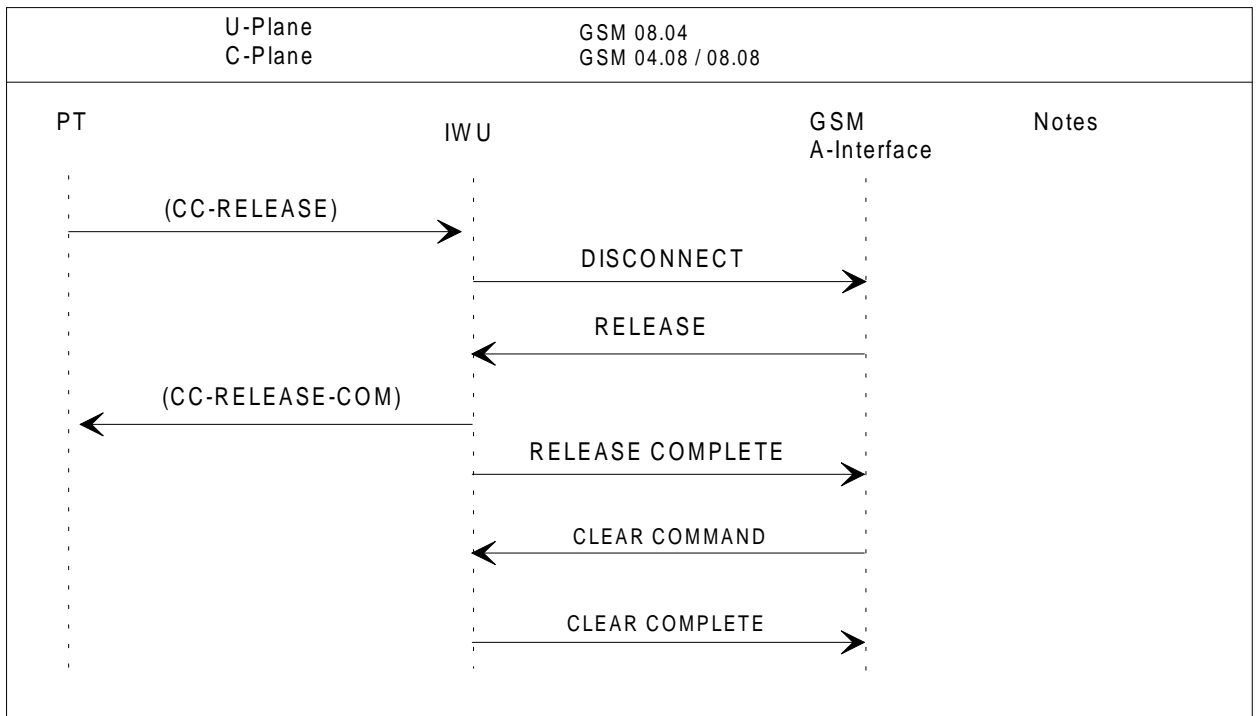 U-Plane
C-Plane
GSM 08.04
GSM 04.08 / 08.08
PT
IWU
GSM
A-Interface
Notes
(CC-RELEASE)
DISCONNECT
RELEASE
(CC-RELEASE-COM)
RELEASE COMPLETE
CLEAR COMMAND
CLEAR COMPLETE